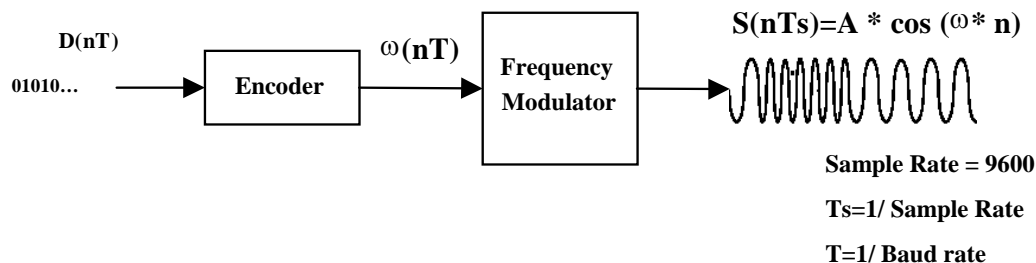 D(nT)
01010...
Encoder
ω(nT)
Frequency
Modulator
S(nTs)=A * cos (ω* n)
Sample Rate = 9600
Ts=1/ Sample Rate
T=1/ Baud rate